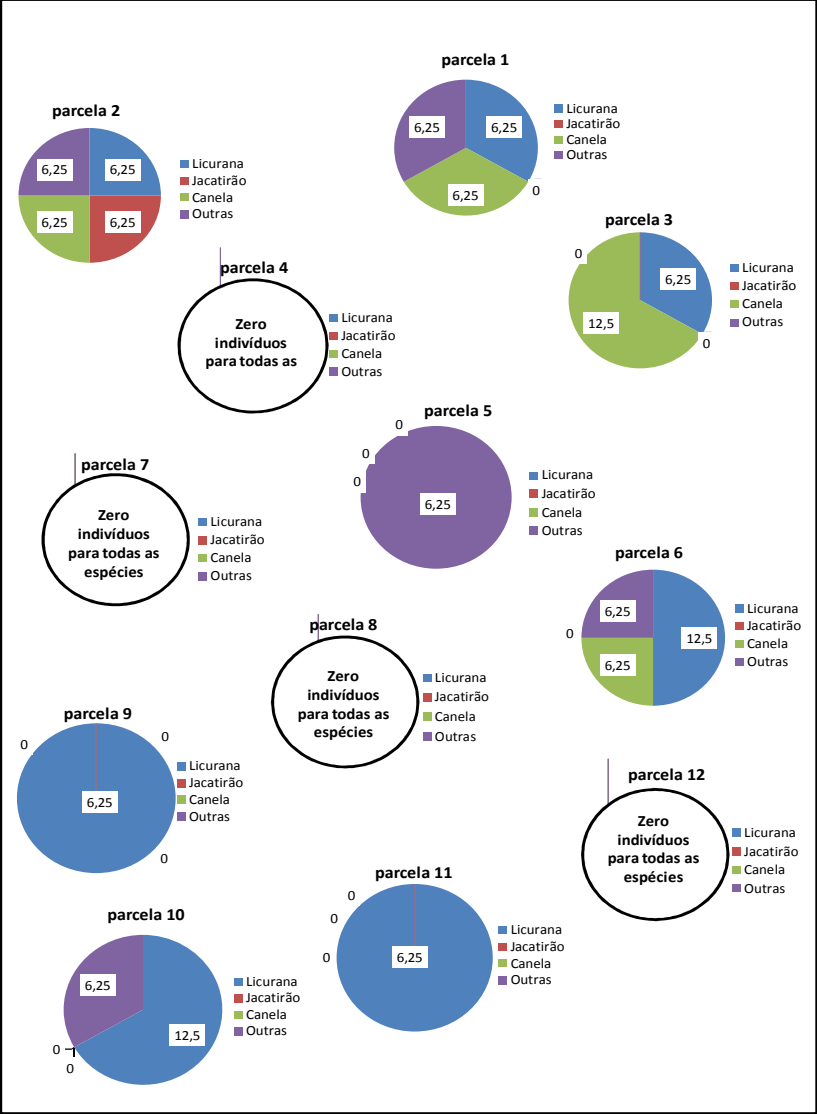 parcela 1
6,25
6,25
6,25
0
Licurana
Jacatirão
Canela
Outras
parcela 2
6,25
6,25
6,25
6,25
Licurana
Jacatirão
Canela
Outras
parcela 3
0
6,25
12,5
0
Licurana
Jacatirão
Canela
Outras
parcela 4
Zero
indivíduos
para todas as
Licurana
Jacatirão
Canela
Outras
parcela 5
0
0
0
6,25
Licurana
Jacatirão
Canela
Outras
parcela 7
Zero
indivíduos
para todas as
espécies
Licurana
Jacatirão
Canela
Outras
parcela 6
6,25
0
12,5
6,25
Licurana
Jacatirão
Canela
Outras
parcela 8
Zero
indivíduos
para todas as
espécies
Licurana
Jacatirão
Canela
Outras
parcela 9
0
0
6,25
0
Licurana
Jacatirão
Canela
Outras
parcela 12
Zero
indivíduos
para todas as
espécies
Licurana
Jacatirão
Canela
Outras
parcela 11
0
0
0
6,25
Licurana
Jacatirão
Canela
Outras
parcela 10
6,25
12,5
0
0
Licurana
Jacatirão
Canela
Outras